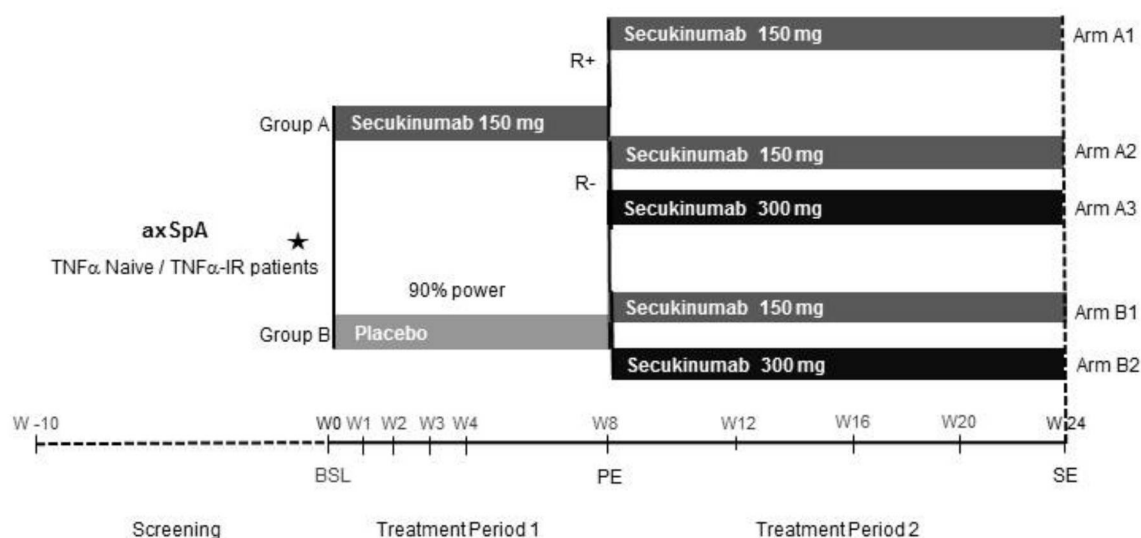 Secukinumab 150 mg
Arm A1
R+
Group A
Secukinumab 150 mg
Secukinumab 150 mg
Arm A2
R-
Secukinumab 300 mg
Arm A3
axSpA
TNFα Naive / TNFα-IR patients
90% power
Secukinumab 150 mg
Arm B1
Group B
Placebo
Secukinumab 300 mg
Arm B2
W -10 W0 W1 W2 W3 W4 W8 W12 W16 W20 W-24
BSL PE SE
Screening Treatment Period 1 Treatment Period 2